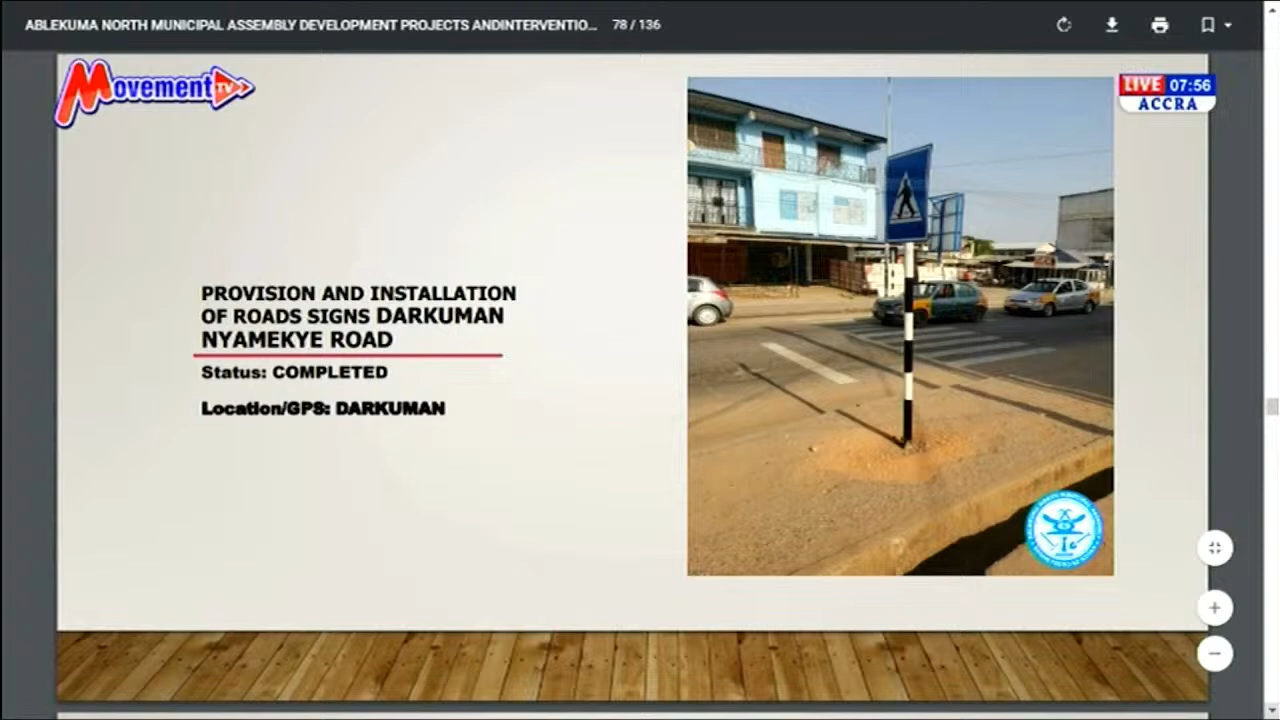 ABLEKUMA NORTH MUNICIPAL ASSEMBLY DEVELOPMENT PROJECTS ANDINTERVENTIO... 78 / 136
Movement TV
LIVE 07:56
ACCRA
PROVISION AND INSTALLATION
OF ROADS SIGNS DARKUMAN
NYAMEKYE ROAD
Status: COMPLETED
Location/GPS: DARKUMAN